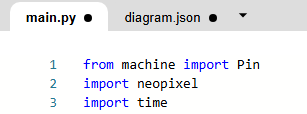 main.py ● diagram.json ●
1 from machine import Pin
2 import neopixel
3 import time